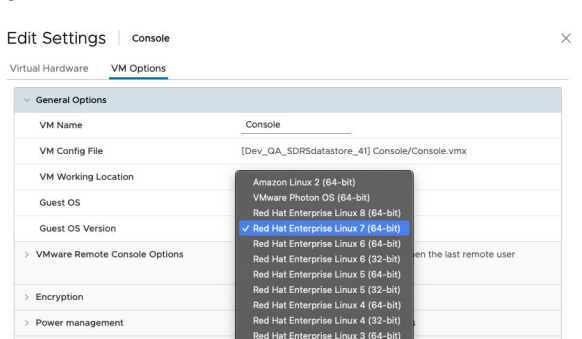 Edit Settings Console
Virtual Hardware VM Options
General Options
VM Name Console
VM Config File [Dev_QA_SDRSdatastore_41] Console/Console.vmx
VM Working Location
Amazon Linux 2 (64-bit)
Guest OS VMware Photon OS (64-bit)
Red Hat Enterprise Linux 8 (64-bit)
Guest OS Version ✓ Red Hat Enterprise Linux 7 (64-bit)
Red Hat Enterprise Linux 6 (64-bit)
VMware Remote Console Options Red Hat Enterprise Linux 6 (32-bit) en the last remote user
Red Hat Enterprise Linux 5 (64-bit)
Red Hat Enterprise Linux 5 (32-bit)
Encryption
Red Hat Enterprise Linux 4 (64-bit)
Power management Red Hat Enterprise Linux 4 (32-bit) s
Red Hat Enterprise Linux 3 (64-bit)